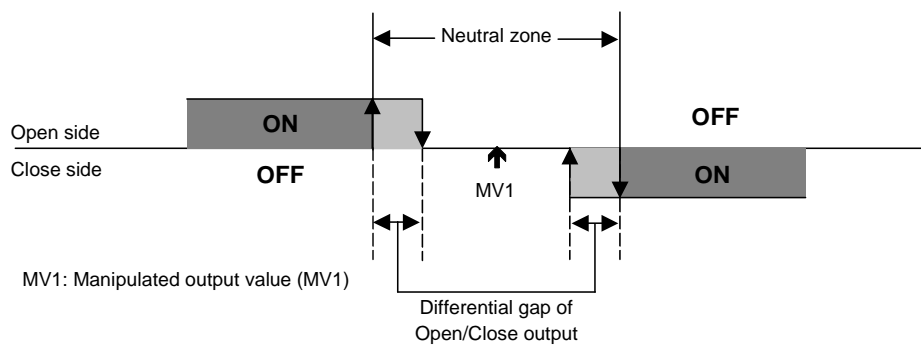 Neutral zone
ON
OFF
Open side
Close side
OFF
MV1
ON
MV1: Manipulated output value (MV1)
Differential gap of
Open/Close output